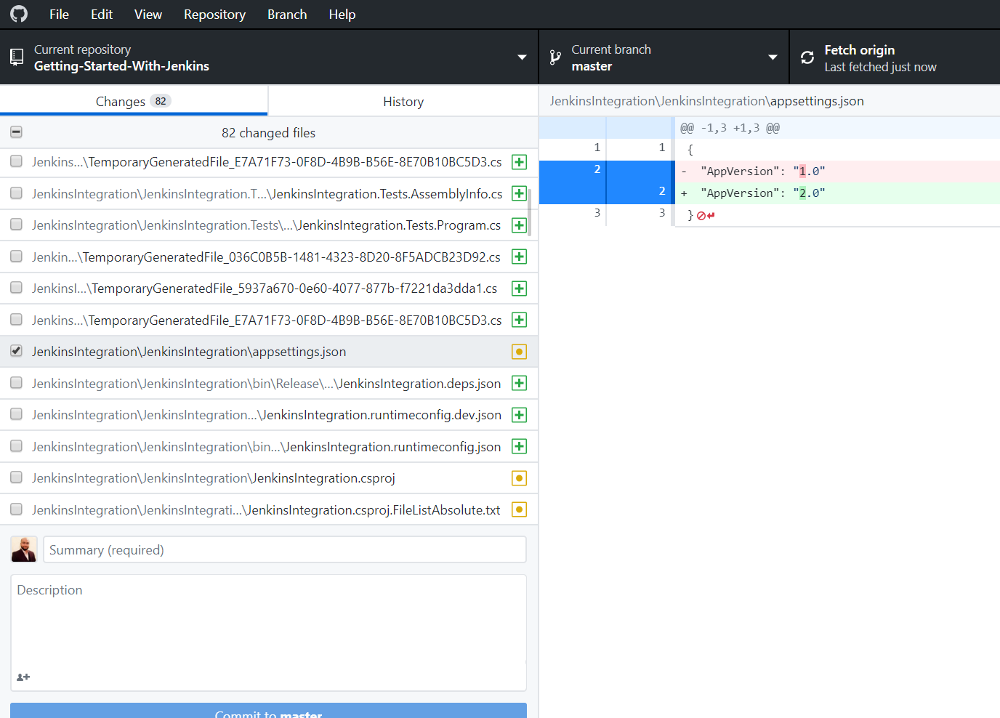 File Edit View Repository Branch Help
Current repository
Getting-Started-With-Jenkins
Current branch
master
Fetch origin
Last fetched just now
Changes 82
History
82 changed files
Jenkins...\TemporaryGeneratedFile_E7A71F73-0F8D-4B9B-B56E-8E70B10BC5D3.cs
JenkinsIntegration\JenkinsIntegration.T...\JenkinsIntegration.Tests.AssemblyInfo.cs
JenkinsIntegration\JenkinsIntegration.Tests\...\JenkinsIntegration.Tests.Program.cs
Jenkin...\TemporaryGeneratedFile_036C0B5B-1481-4323-8D20-8F5ADCB23D92.cs
JenkinsI...\TemporaryGeneratedFile_5937a670-0e60-4077-877b-f7221da3dda1.cs
Jenkins...\TemporaryGeneratedFile_E7A71F73-0F8D-4B9B-B56E-8E70B10BC5D3.cs
JenkinsIntegration\JenkinsIntegration\appsettings.json
JenkinsIntegration\JenkinsIntegration\bin\Release\...\JenkinsIntegration.deps.json
JenkinsIntegration\JenkinsIntegration...\JenkinsIntegration.runtimeconfig.dev.json
JenkinsIntegration\JenkinsIntegration\bin...\JenkinsIntegration.runtimeconfig.json
JenkinsIntegration\JenkinsIntegration\JenkinsIntegration.csproj
JenkinsIntegration\JenkinsIntegrati...\JenkinsIntegration.csproj.FileListAbsolute.txt
Summary (required)
Description
Commit to master
JenkinsIntegration\JenkinsIntegration\appsettings.json
@@ -1,3 +1,3 @@
1 1 {
2 - "AppVersion": "1.0"
2 + "AppVersion": "2.0"
3 3 }